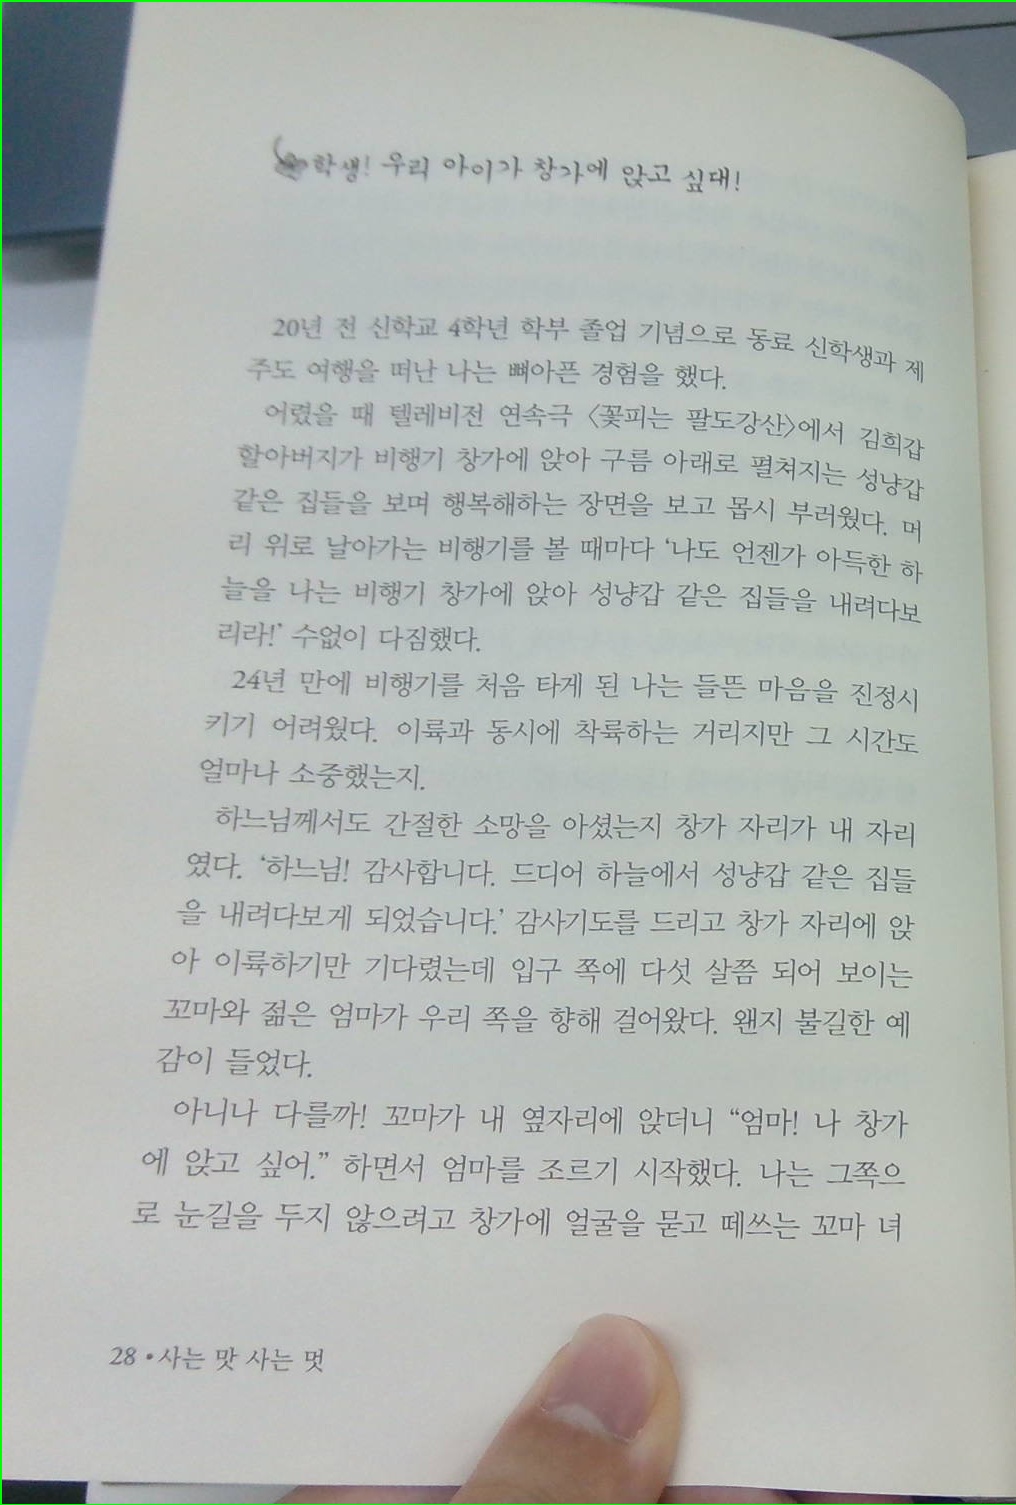 학생! 우리 아이가 창가에 앉고 싶대!
20년 전 신학교 4학년 학부 졸업 기념으로 동료 신학생과 제
주도 여행을 떠난 나는 뼈아픈 경험을 했다.
어렸을 때 텔레비전 연속극 〈꽃피는 팔도강산〉에서 김희갑
할아버지가 비행기 창가에 앉아 구름 아래로 펼쳐지는 성냥갑
같은 집들을 보며 행복해하는 장면을 보고 몹시 부러웠다. 머
리 위로 날아가는 비행기를 볼 때마다 ‘나도 언젠가 아득한 하
늘을 나는 비행기 창가에 앉아 성냥갑 같은 집들을 내려다보
리라!’ 수없이 다짐했다.
24년 만에 비행기를 처음 타게 된 나는 들뜬 마음을 진정시
키기 어려웠다. 이륙과 동시에 착륙하는 거리지만 그 시간도
얼마나 소중했는지.
하느님께서도 간절한 소망을 아셨는지 창가 자리가 내 자리
였다. ‘하느님! 감사합니다. 드디어 하늘에서 성냥갑 같은 집들
을 내려다보게 되었습니다.’ 감사기도를 드리고 창가 자리에 앉
아 이륙하기만 기다렸는데 입구 쪽에 다섯 살쯤 되어 보이는
꼬마와 젊은 엄마가 우리 쪽을 향해 걸어왔다. 왠지 불길한 예
감이 들었다.
아니나 다를까! 꼬마가 내 옆자리에 앉더니 “엄마! 나 창가
에 앉고 싶어.” 하면서 엄마를 조르기 시작했다. 나는 그쪽으
로 눈길을 두지 않으려고 창가에 얼굴을 묻고 떼쓰는 꼬마 녀
28 • 사는 맛 사는 멋